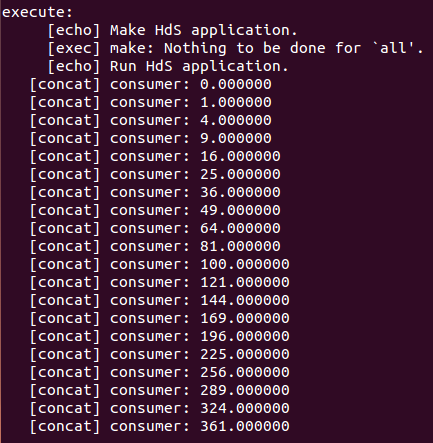 execute:
[echo] Make HdS application.
[exec] make: Nothing to be done for `all'.
[echo] Run HdS application.
[concat] consumer: 0.000000
[concat] consumer: 1.000000
[concat] consumer: 4.000000
[concat] consumer: 9.000000
[concat] consumer: 16.000000
[concat] consumer: 25.000000
[concat] consumer: 36.000000
[concat] consumer: 49.000000
[concat] consumer: 64.000000
[concat] consumer: 81.000000
[concat] consumer: 100.000000
[concat] consumer: 121.000000
[concat] consumer: 144.000000
[concat] consumer: 169.000000
[concat] consumer: 196.000000
[concat] consumer: 225.000000
[concat] consumer: 256.000000
[concat] consumer: 289.000000
[concat] consumer: 324.000000
[concat] consumer: 361.000000